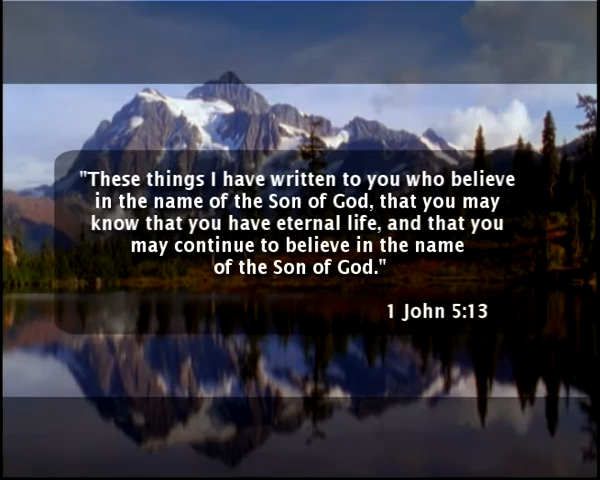 "These things I have written to you who believe
in the name of the Son of God, that you may
know that you have eternal life, and that you
may continue to believe in the name
of the Son of God."
1 John 5:13